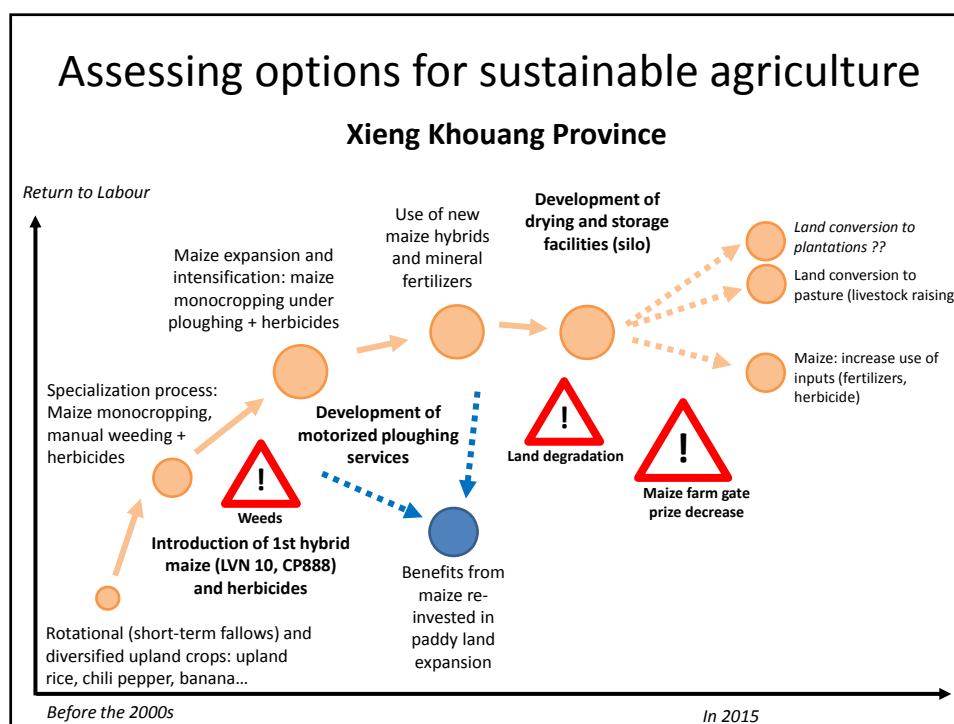 Assessing options for sustainable agriculture
Xieng Khouang Province
Return to Labour
Development of
drying and storage
facilities (silo)
Use of new
maize hybrids
and mineral
fertilizers
Maize expansion and
intensification: maize
monocropping under
ploughing + herbicides
Land conversion to
plantations ??
Land conversion to
pasture (livestock raising
Maize: increase use of
inputs (fertilizers,
herbicide)
Specialization process:
Maize monocropping,
manual weeding +
herbicides
Development of
motorized ploughing
services
!
Weeds
!
Land degradation
!
Maize farm gate
prize decrease
Introduction of 1st hybrid
maize (LVN 10, CP888)
and herbicides
Benefits from
maize re-
invested in
paddy land
expansion
Rotational (short-term fallows) and
diversified upland crops: upland
rice, chili pepper, banana…
Before the 2000s
In 2015